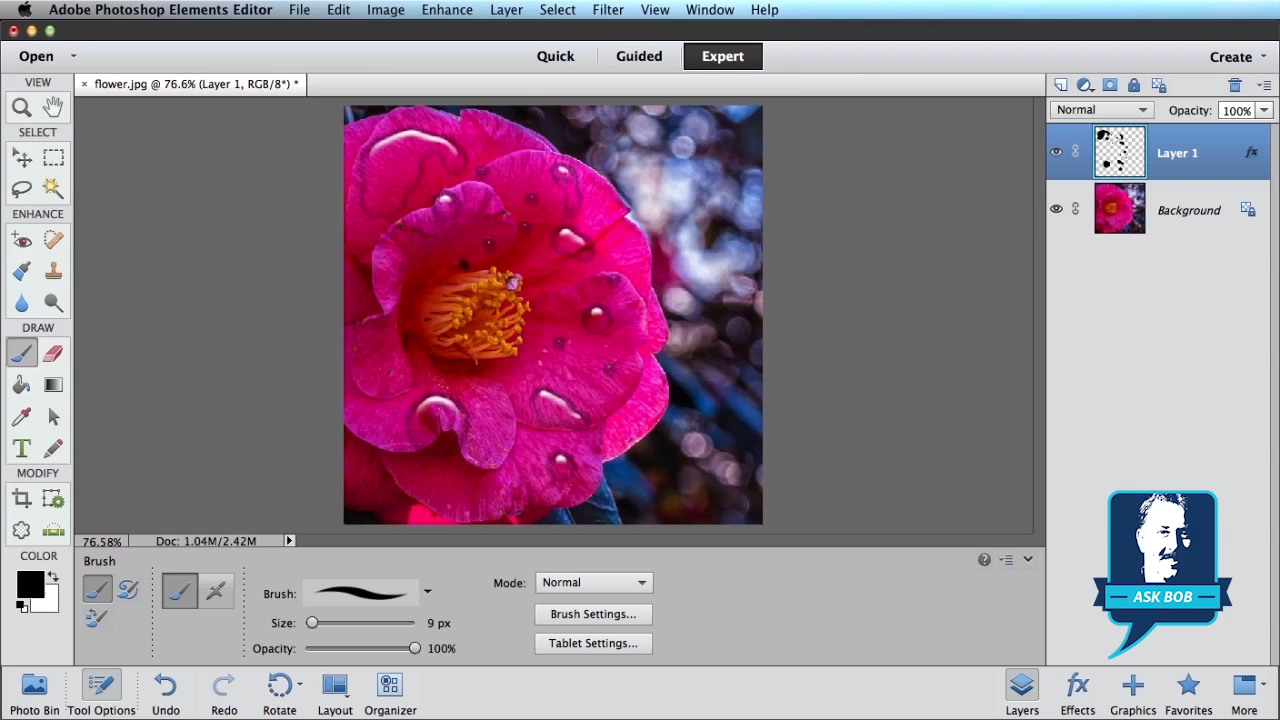 Adobe Photoshop Elements Editor File Edit Image Enhance Layer Select Filter View Window Help
Open Quick Guided Expert Create
VIEW × flower.jpg @ 76.6% (Layer 1, RGB/8*) *
Normal Opacity: 100%
SELECT
Layer 1 fx
Background
ENHANCE
DRAW
T
MODIFY
76.58% Doc: 1.04M/2.42M
COLOR
Brush
Mode: Normal
Brush:
Brush Settings...
Size: 9 px
Tablet Settings...
Opacity: 100%
ASK BOB
Photo Bin Tool Options Undo Redo Rotate Layout Organizer Layers fx Effects Graphics Favorites More